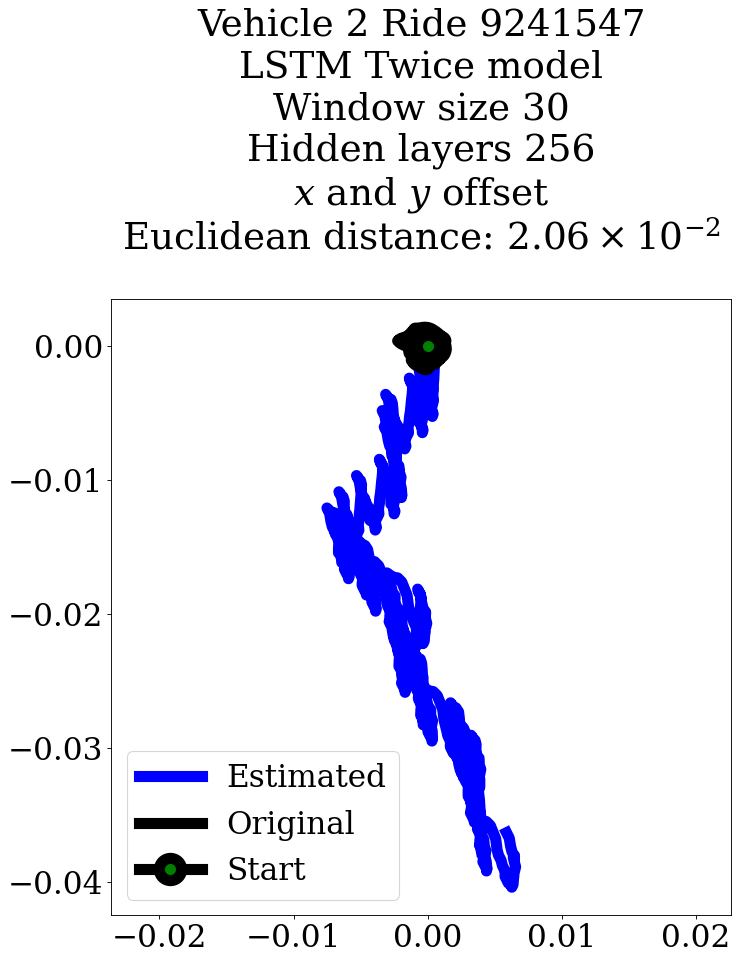 Vehicle 2 Ride 9241547
LSTM Twice model
Window size 30
Hidden layers 256
x and y offset
Euclidean distance: 2.06 × 10⁻²
0.00
−0.01
−0.02
−0.03
−0.04
Estimated
Original
Start
−0.02 −0.01 0.00 0.01 0.02